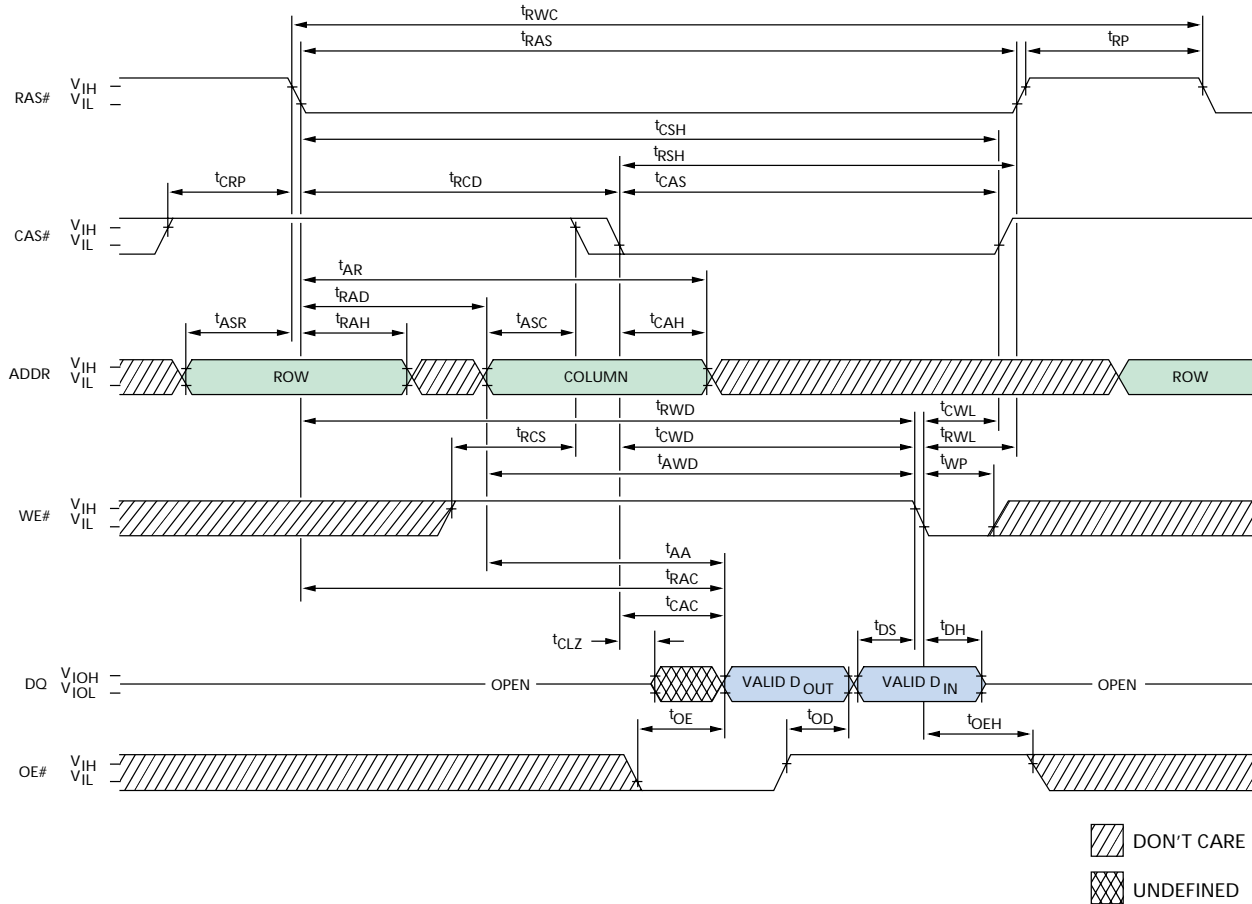 tRWC
tRAS
tRP
RAS# VIH
VIL
tCSH
tRSH
tCRP tRCD tCAS
CAS# VIH
VIL
tAR
tRAD
tASR tRAH tASC tCAH
ADDR VIH
VIL
ROW COLUMN ROW
tRWD tCWL
tRCS tCWD tRWL
tAWD tWP
WE# VIH
VIL
tAA
tRAC
tCAC
tCLZ tDS tDH
DQ VIOH
VIOL
OPEN VALID DOUT VALID DIN OPEN
tOE tOD tOEH
OE# VIH
VIL
DON'T CARE
UNDEFINED